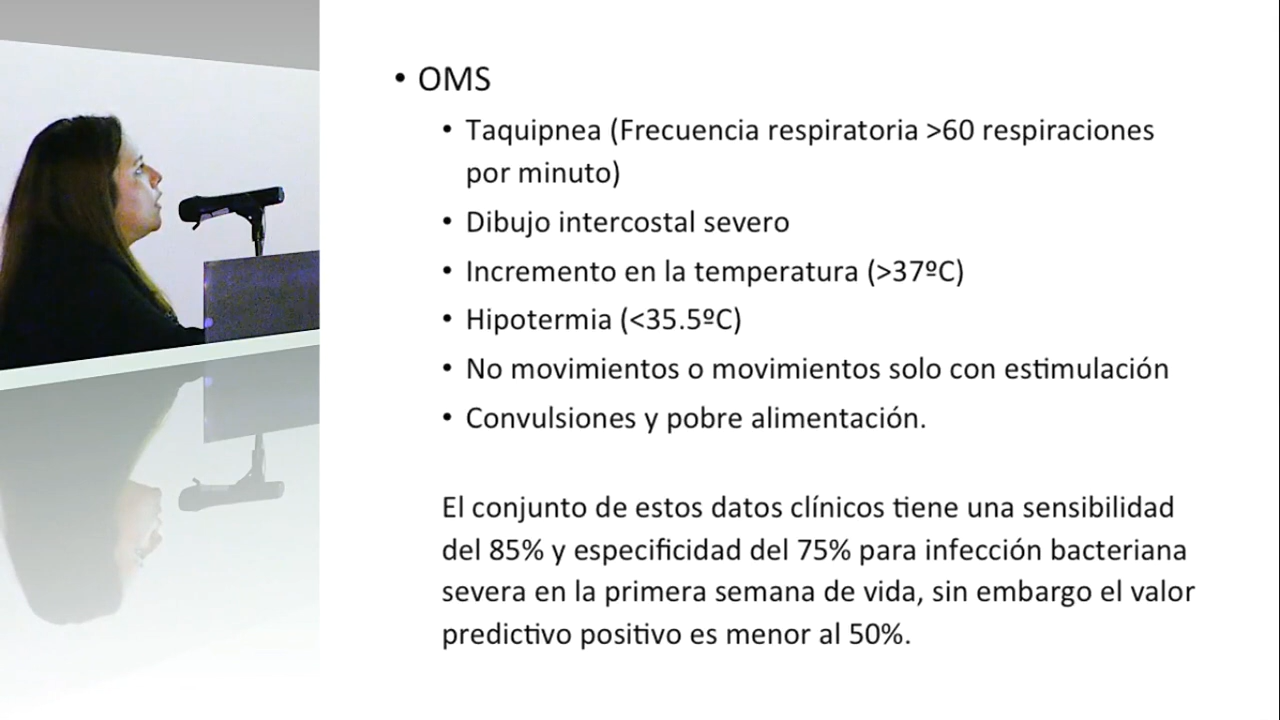 • OMS
• Taquipnea (Frecuencia respiratoria >60 respiraciones
por minuto)
• Dibujo intercostal severo
• Incremento en la temperatura (>37ºC)
• Hipotermia (<35.5ºC)
• No movimientos o movimientos solo con estimulación
• Convulsiones y pobre alimentación.
El conjunto de estos datos clínicos tiene una sensibilidad
del 85% y especificidad del 75% para infección bacteriana
severa en la primera semana de vida, sin embargo el valor
predictivo positivo es menor al 50%.